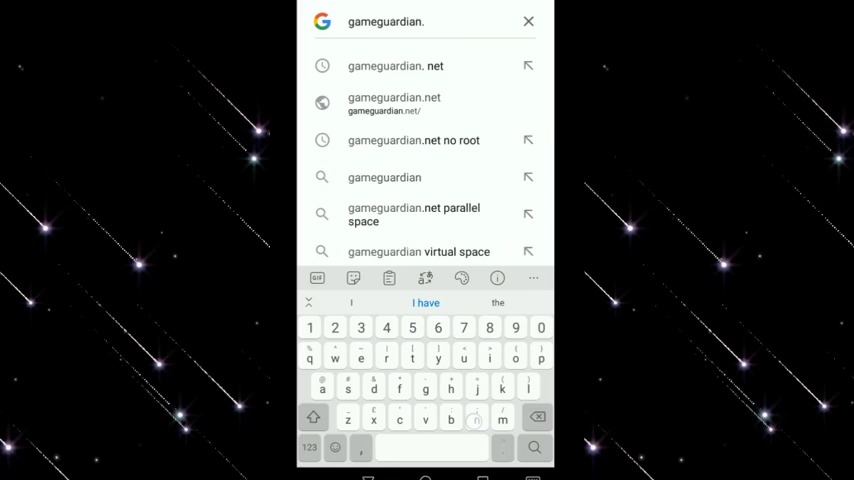 gameguardian.
gameguardian. net
gameguardian.net
gameguardian.net/
gameguardian.net no root
gameguardian
gameguardian.net parallel
space
gameguardian virtual space
GIF
I I have the
1 2 3 4 5 6 7 8 9 0
q w e r t y u i o p
@ # & * - + = ( )
a s d f g h j k l
_ £ " ' : ; /
z x c v b n m
123 ,